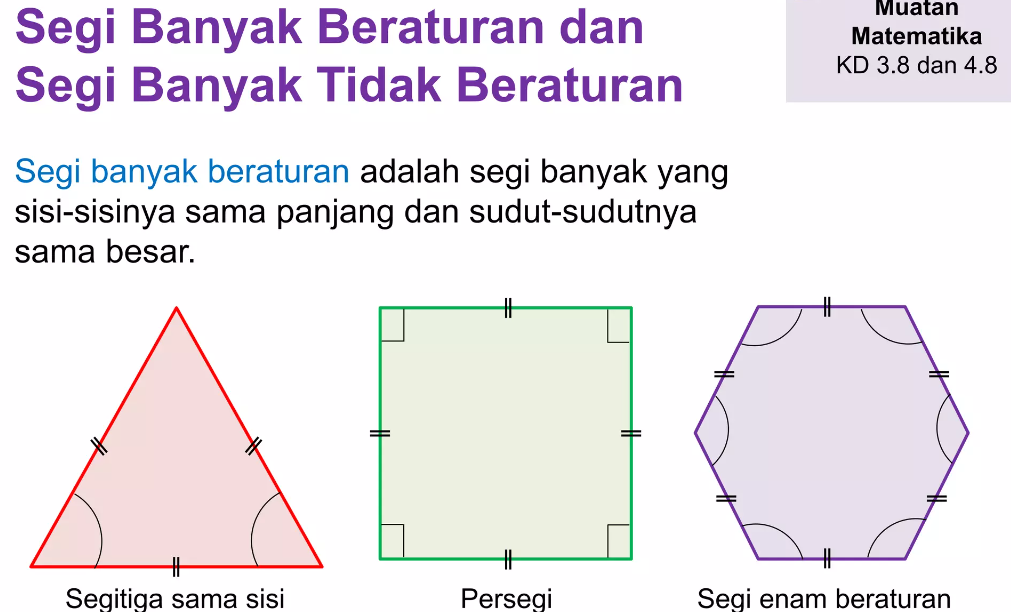 Segi Banyak Beraturan dan
Segi Banyak Tidak Beraturan
Muatan
Matematika
KD 3.8 dan 4.8
Segi banyak beraturan adalah segi banyak yang
sisi-sisinya sama panjang dan sudut-sudutnya
sama besar.
Segitiga sama sisi
Persegi
Segi enam beraturan